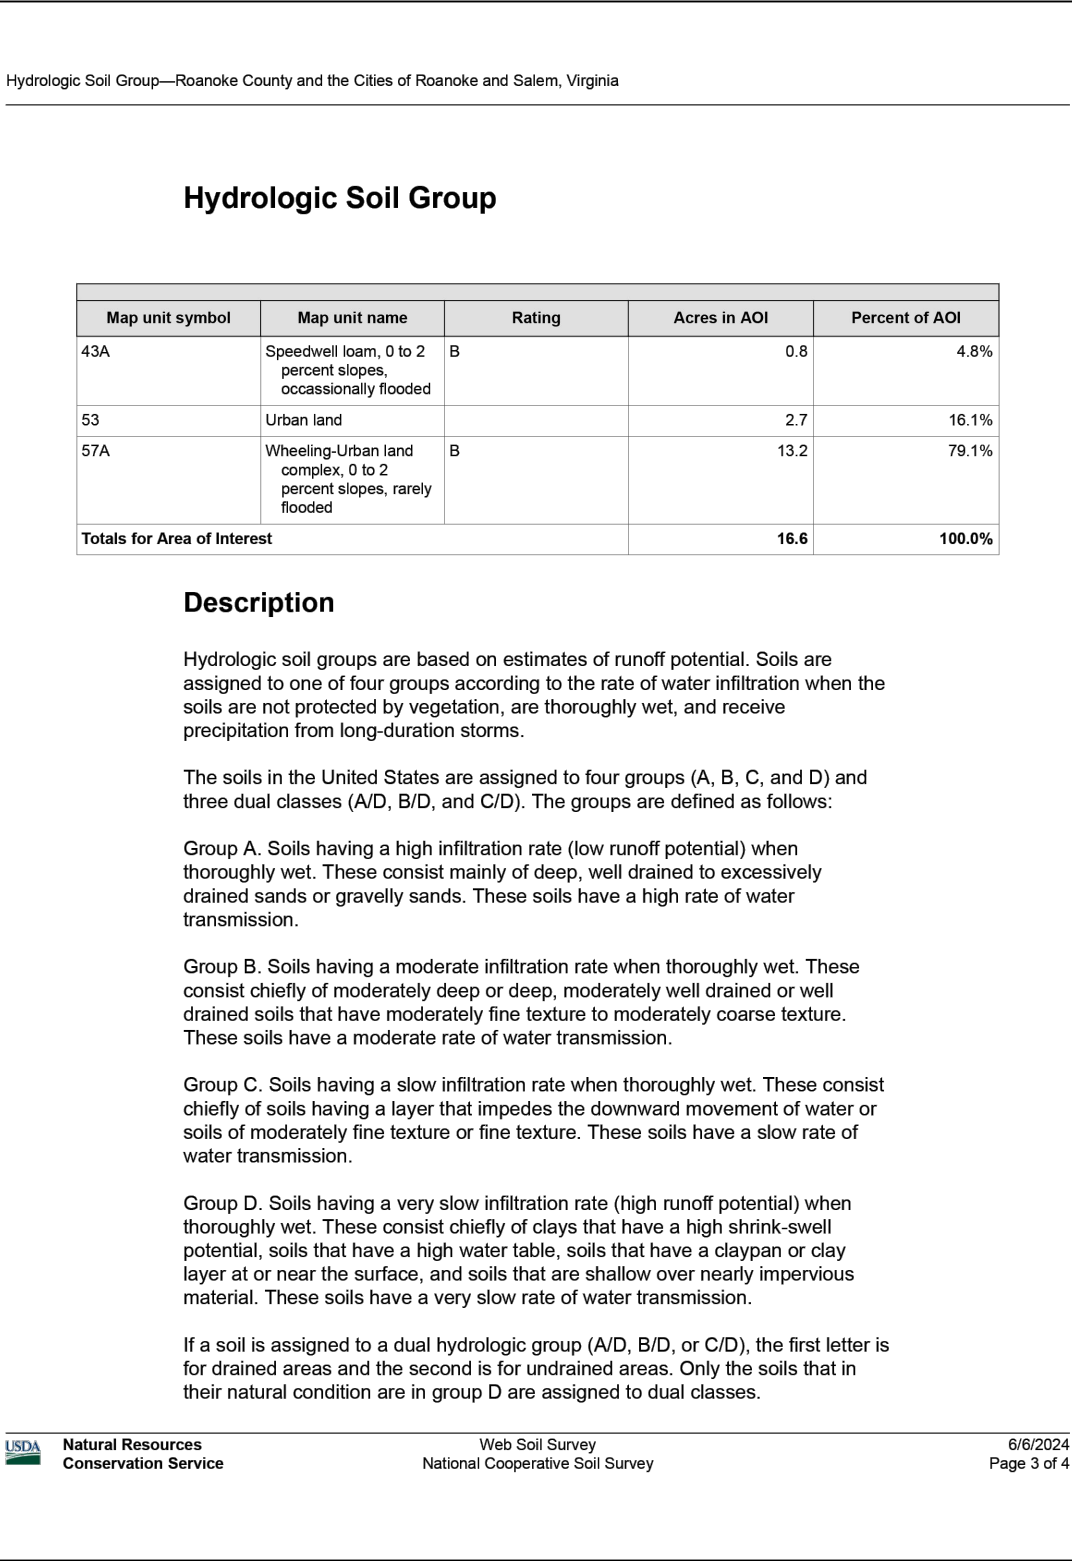 Hydrologic Soil Group—Roanoke County and the Cities of Roanoke and Salem, Virginia
Hydrologic Soil Group
Map unit symbol Map unit name Rating Acres in AOI Percent of AOI
43A Speedwell loam, 0 to 2 B 0.8 4.8%
percent slopes,
occassionally flooded
53 Urban land 2.7 16.1%
57A Wheeling-Urban land B 13.2 79.1%
complex, 0 to 2
percent slopes, rarely
flooded
Totals for Area of Interest 16.6 100.0%
Description
Hydrologic soil groups are based on estimates of runoff potential. Soils are
assigned to one of four groups according to the rate of water infiltration when the
soils are not protected by vegetation, are thoroughly wet, and receive
precipitation from long-duration storms.
The soils in the United States are assigned to four groups (A, B, C, and D) and
three dual classes (A/D, B/D, and C/D). The groups are defined as follows:
Group A. Soils having a high infiltration rate (low runoff potential) when
thoroughly wet. These consist mainly of deep, well drained to excessively
drained sands or gravelly sands. These soils have a high rate of water
transmission.
Group B. Soils having a moderate infiltration rate when thoroughly wet. These
consist chiefly of moderately deep or deep, moderately well drained or well
drained soils that have moderately fine texture to moderately coarse texture.
These soils have a moderate rate of water transmission.
Group C. Soils having a slow infiltration rate when thoroughly wet. These consist
chiefly of soils having a layer that impedes the downward movement of water or
soils of moderately fine texture or fine texture. These soils have a slow rate of
water transmission.
Group D. Soils having a very slow infiltration rate (high runoff potential) when
thoroughly wet. These consist chiefly of clays that have a high shrink-swell
potential, soils that have a high water table, soils that have a claypan or clay
layer at or near the surface, and soils that are shallow over nearly impervious
material. These soils have a very slow rate of water transmission.
If a soil is assigned to a dual hydrologic group (A/D, B/D, or C/D), the first letter is
for drained areas and the second is for undrained areas. Only the soils that in
their natural condition are in group D are assigned to dual classes.
USDA Natural Resources Web Soil Survey 6/6/2024
Conservation Service National Cooperative Soil Survey Page 3 of 4